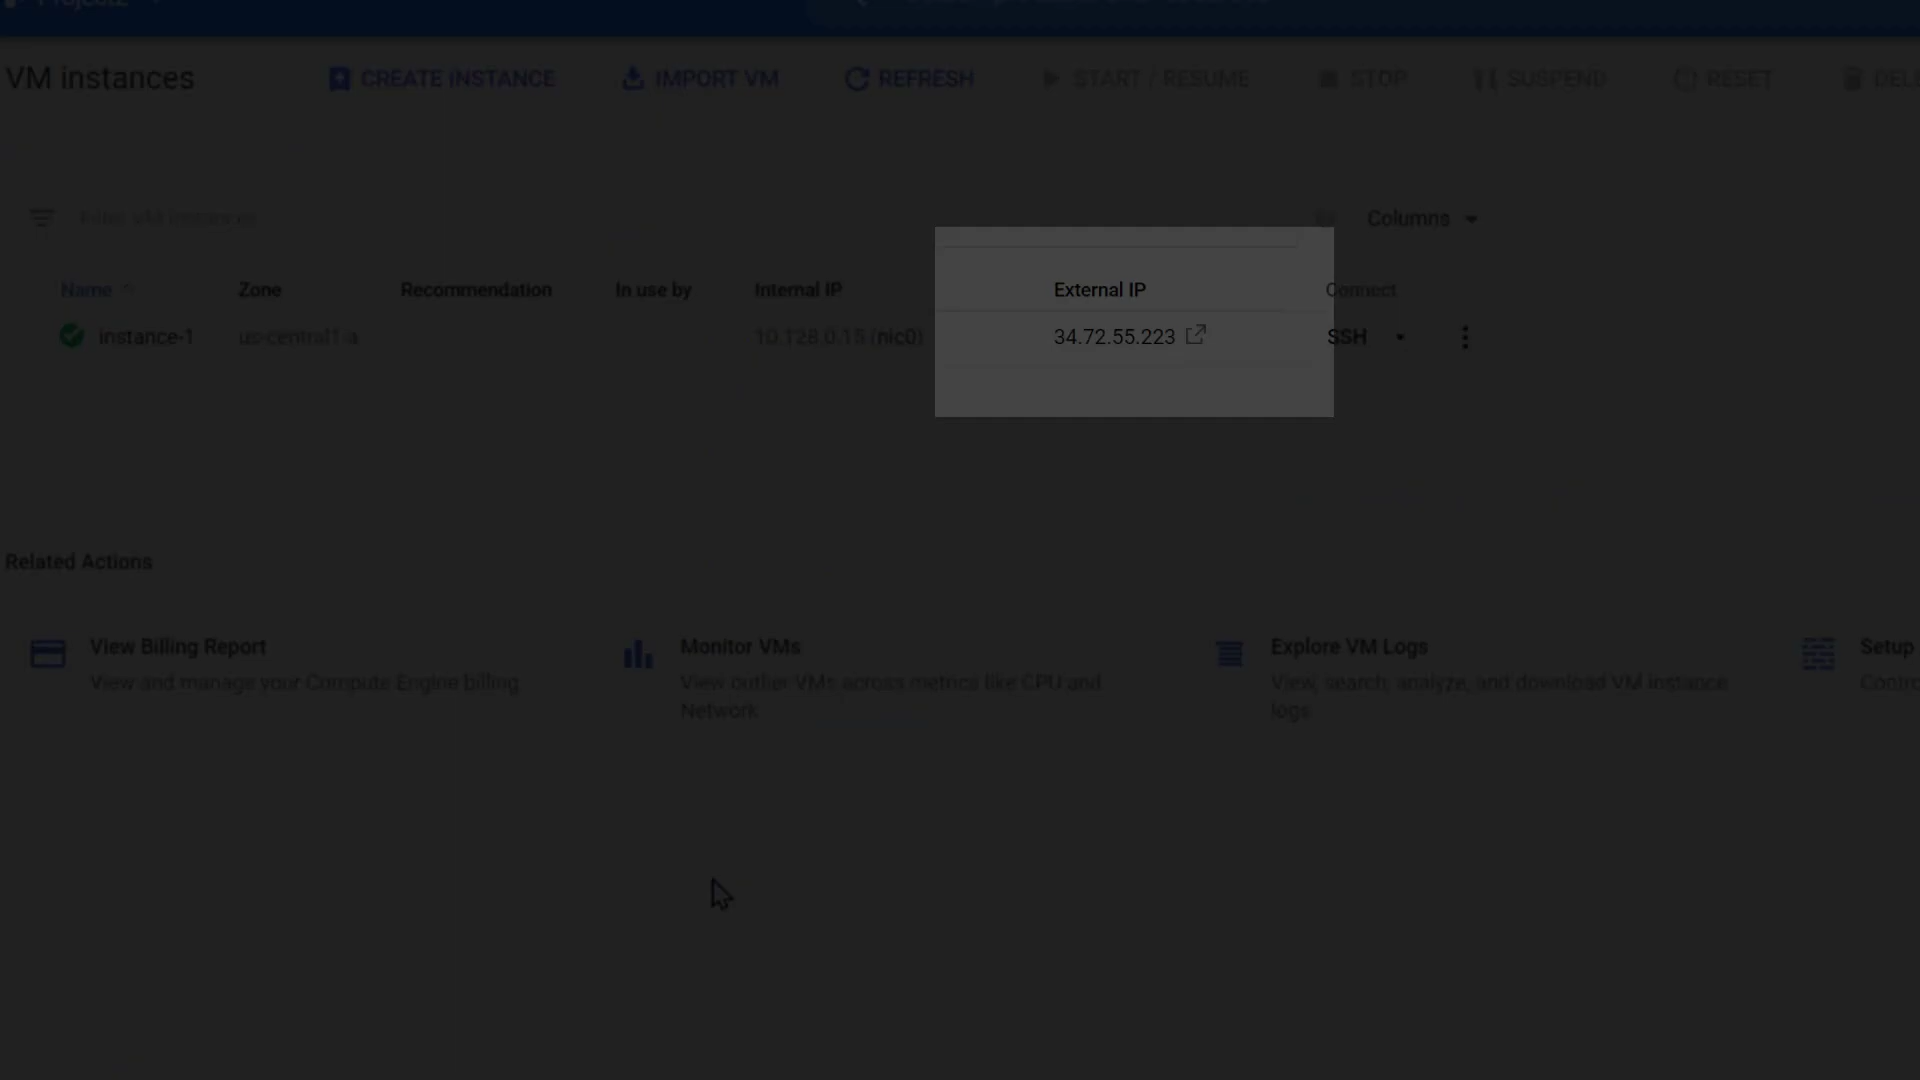 VM instances CREATE INSTANCE IMPORT VM REFRESH START / RESUME STOP SUSPEND RESET
Filter VM instances Columns
Name Zone Recommendation In use by Internal IP External IP Connect
instance-1 us-central1-a 10.128.0.15 (nic0) 34.72.55.223 SSH
Related Actions
View Billing Report Monitor VMs Explore VM Logs Setup
View and manage your Compute Engine billing View outlier VMs across metrics like CPU and View, search, analyze, and download VM instance
Network logs